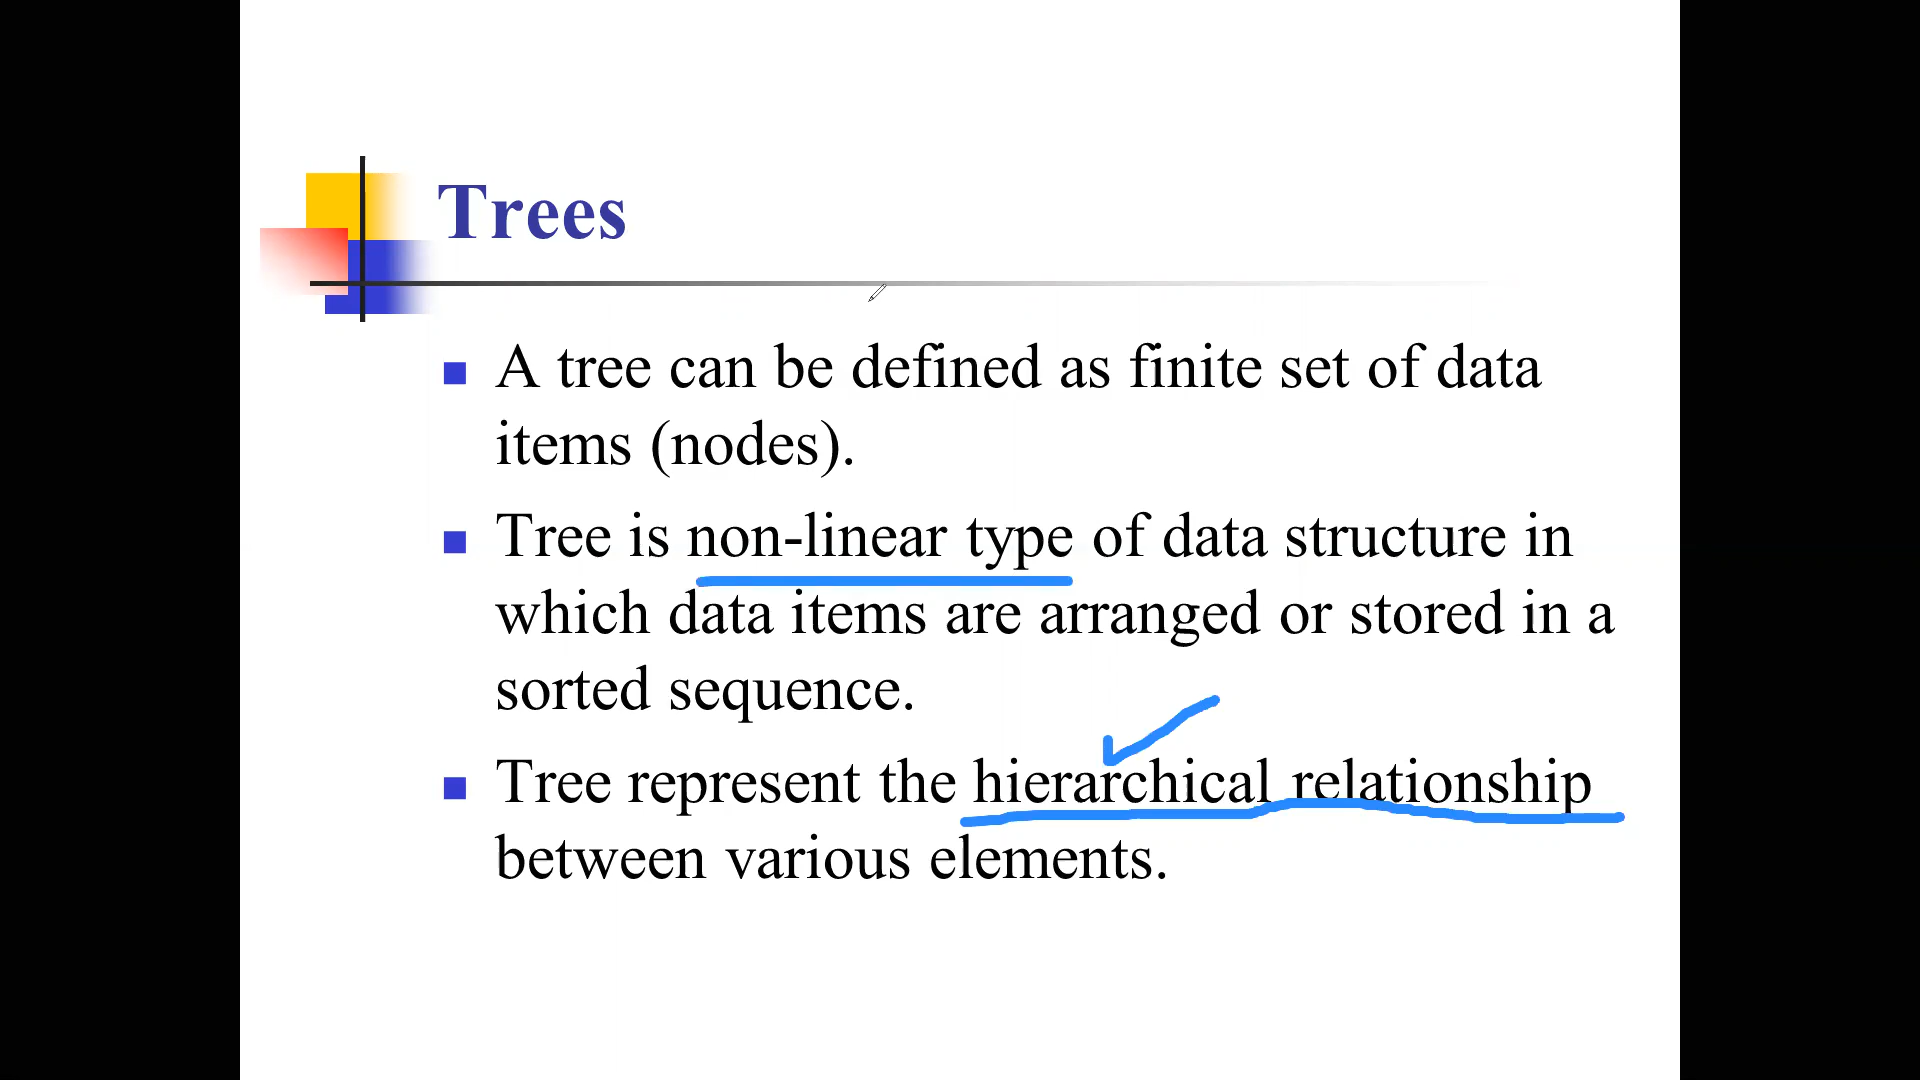 Trees
A tree can be defined as finite set of data
items (nodes).
Tree is non-linear type of data structure in
which data items are arranged or stored in a
sorted sequence.
Tree represent the hierarchical relationship
between various elements.